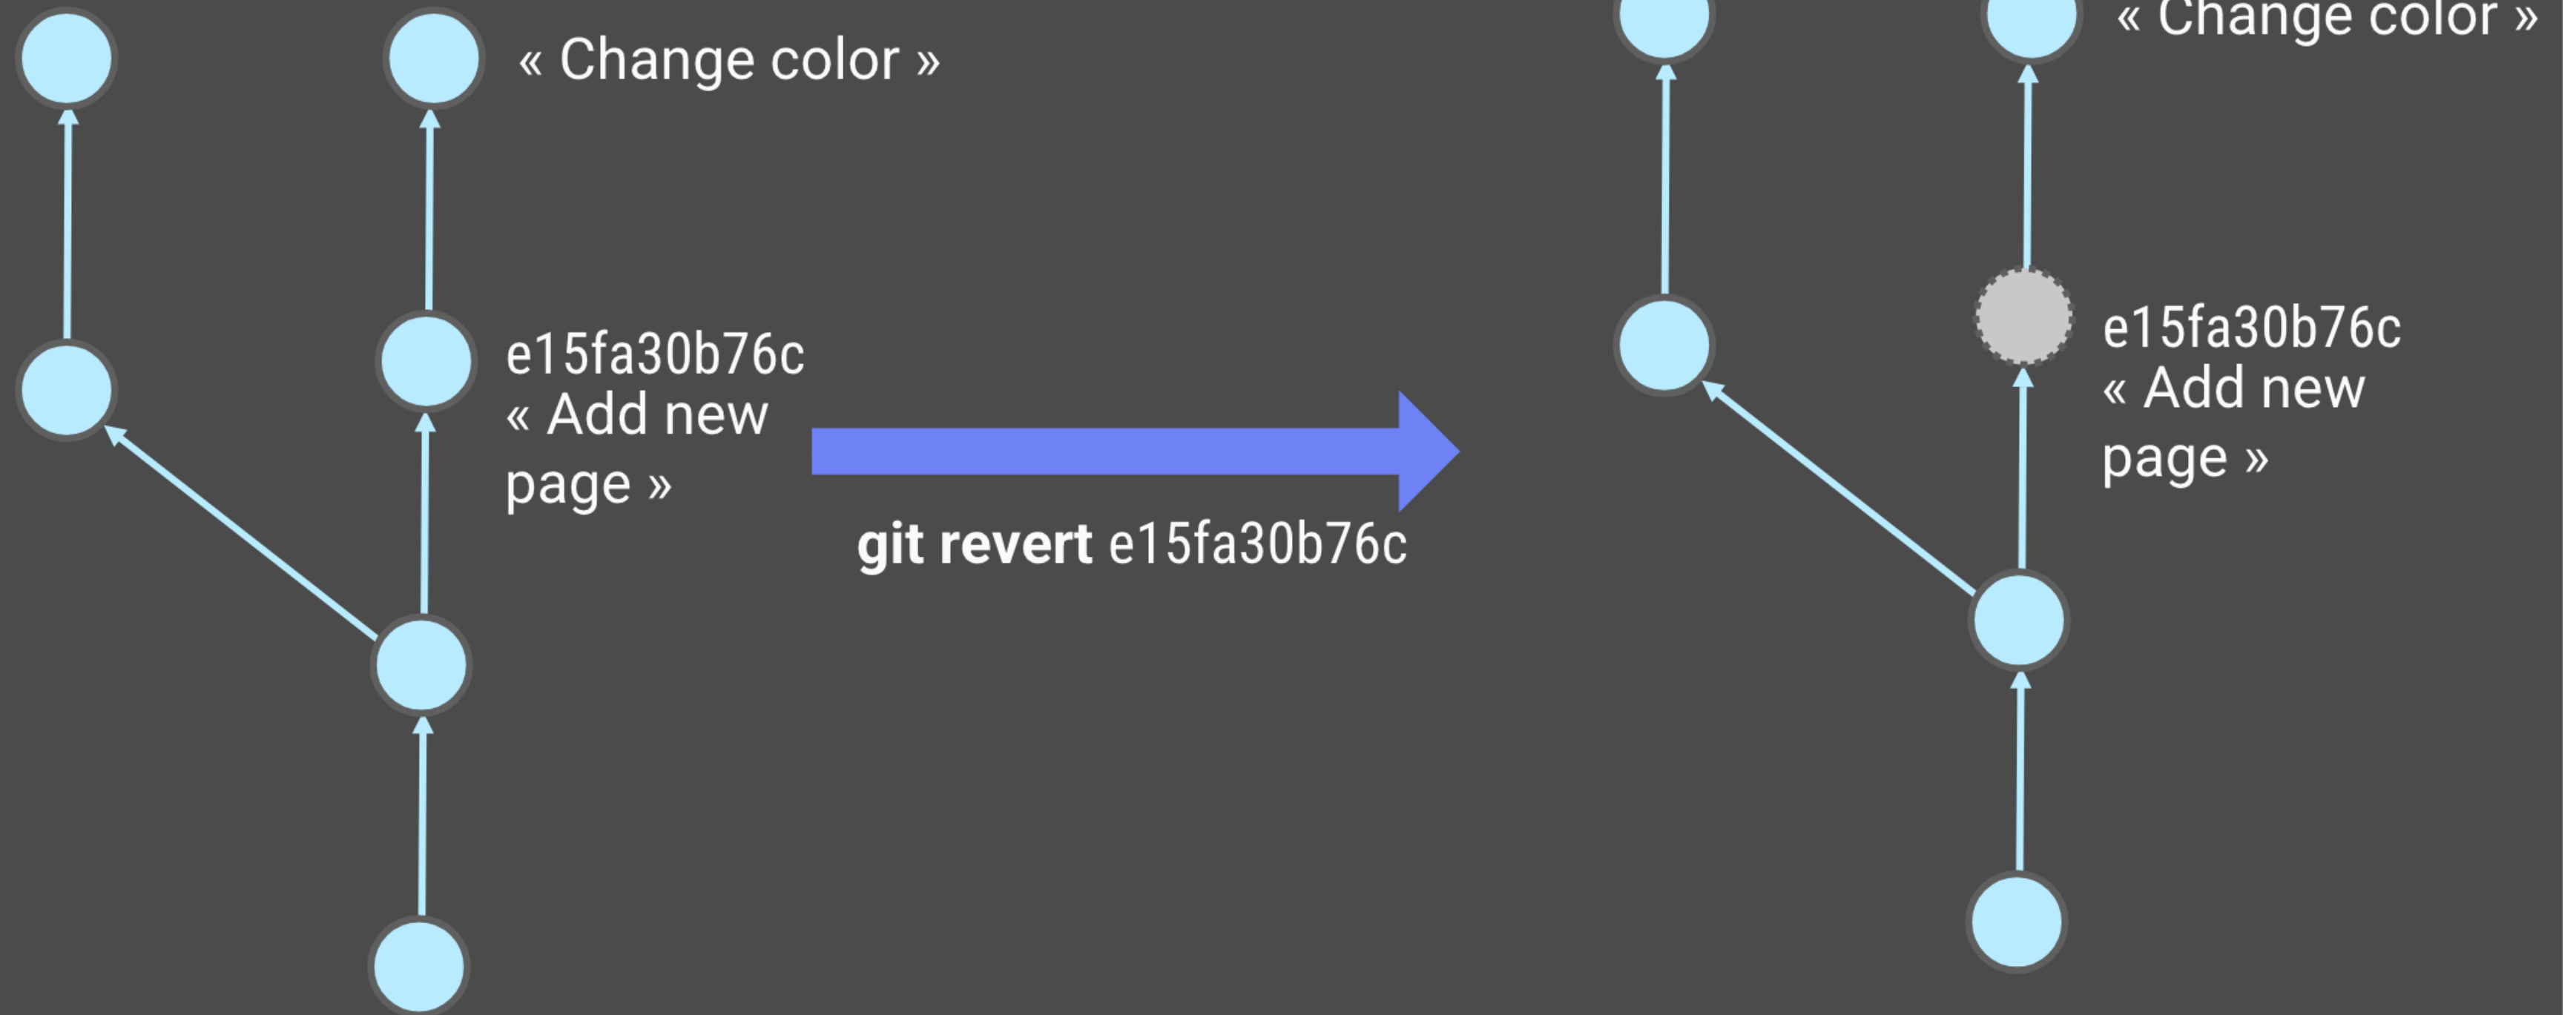 « Change color »
e15fa30b76c
« Add new
page »
git revert e15fa30b76c
« Change color »
e15fa30b76c
« Add new
page »